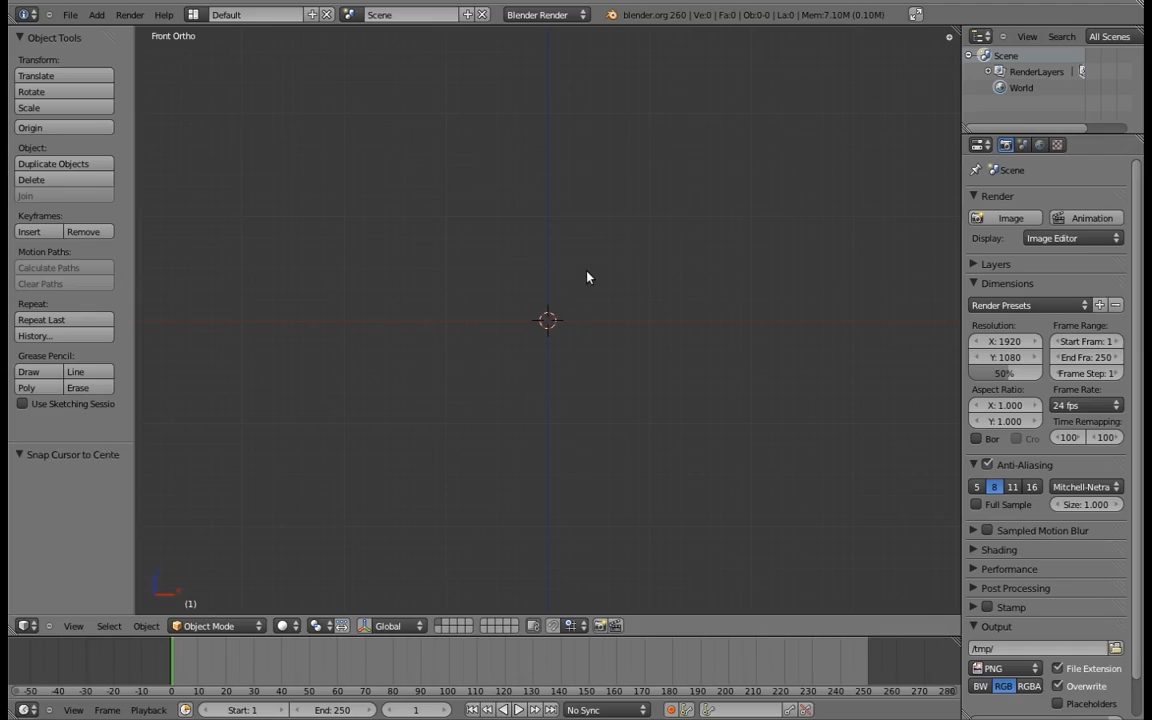 File Add Render Help Default Scene Blender Render blender.org 260 | Ve:0 | Fa:0 | Ob:0-0 | La:0 | Mem:7.10M (0.10M)
Object Tools
Transform:
Translate
Rotate
Scale
Origin
Object:
Duplicate Objects
Delete
Join
Keyframes:
Insert Remove
Motion Paths:
Calculate Paths
Clear Paths
Repeat:
Repeat Last
History...
Grease Pencil:
Draw Line
Poly Erase
Use Sketching Sessio
Snap Cursor to Cente
Front Ortho
(1)
View Select Object Object Mode Global
-50 -40 -30 -20 -10 0 10 20 30 40 50 60 70 80 90 100 110 120 130 140 150 160 170 180 190 200 210 220 230 240 250 260 270 280
View Frame Playback Start: 1 End: 250 1 No Sync
View Search All Scenes
Scene
RenderLayers |
World
Scene
Render
Image Animation
Display: Image Editor
Layers
Dimensions
Render Presets
Resolution: Frame Range:
X: 1920 Start Fram: 1
Y: 1080 End Fra: 250
50% Frame Step: 1
Aspect Ratio: Frame Rate:
X: 1.000 24 fps
Y: 1.000 Time Remapping:
Bor Cro 100 100
Anti-Aliasing
5 8 11 16 Mitchell-Netra
Full Sample Size: 1.000
Sampled Motion Blur
Shading
Performance
Post Processing
Stamp
Output
/tmp/
PNG File Extension
BW RGB RGBA Overwrite
Placeholders